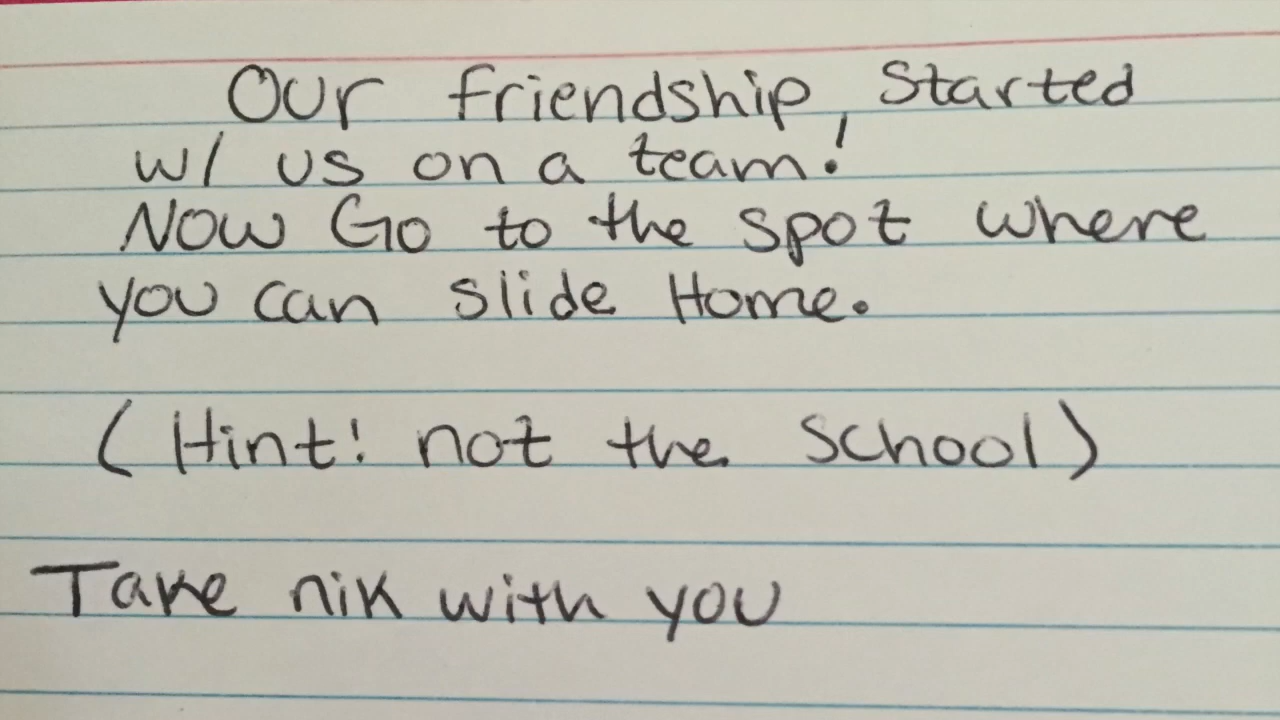 Our friendship, started
w/ us on a team!
Now Go to the spot where
you can slide Home.
(Hint! not the school)
Take nik with you